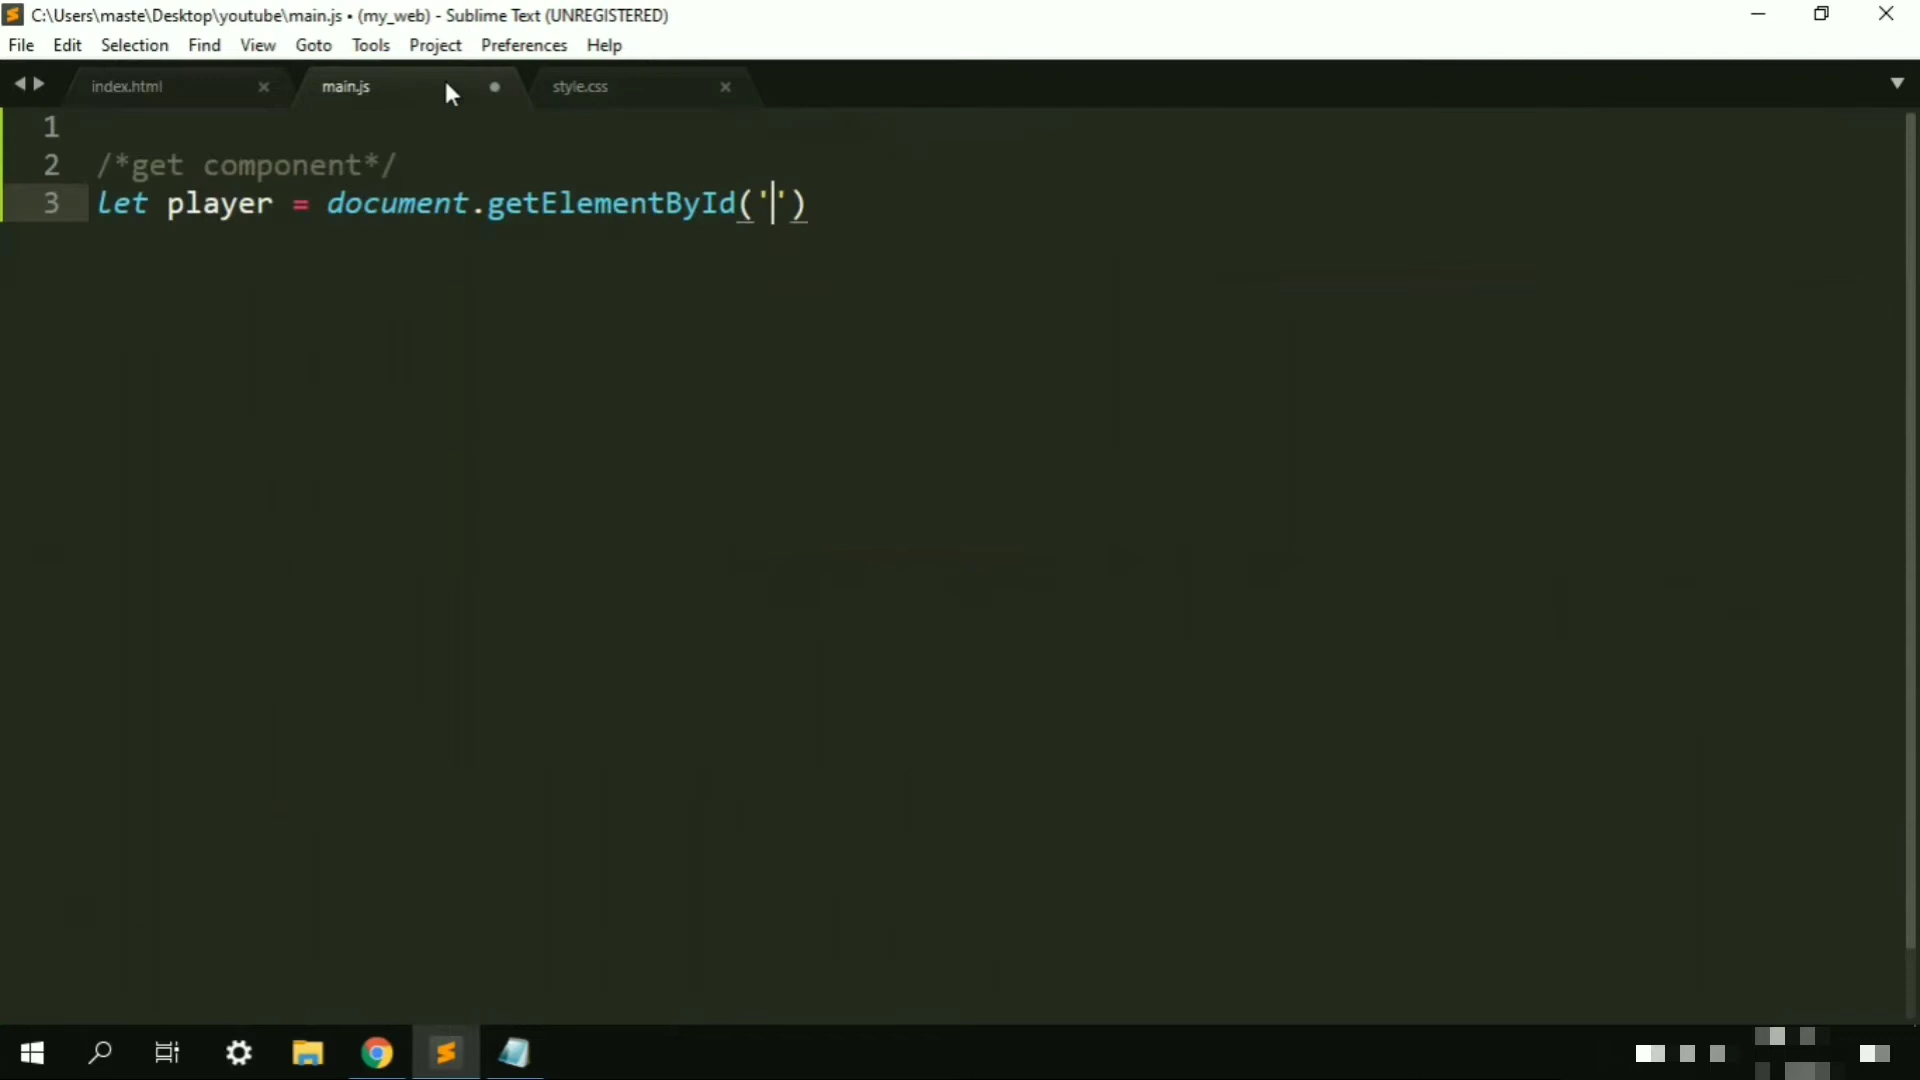 C:\Users\maste\Desktop\youtube\main.js • (my_web) - Sublime Text (UNREGISTERED)
File Edit Selection Find View Goto Tools Project Preferences Help
index.html main.js style.css
1
2 /*get component*/
3 let player = document.getElementById('')